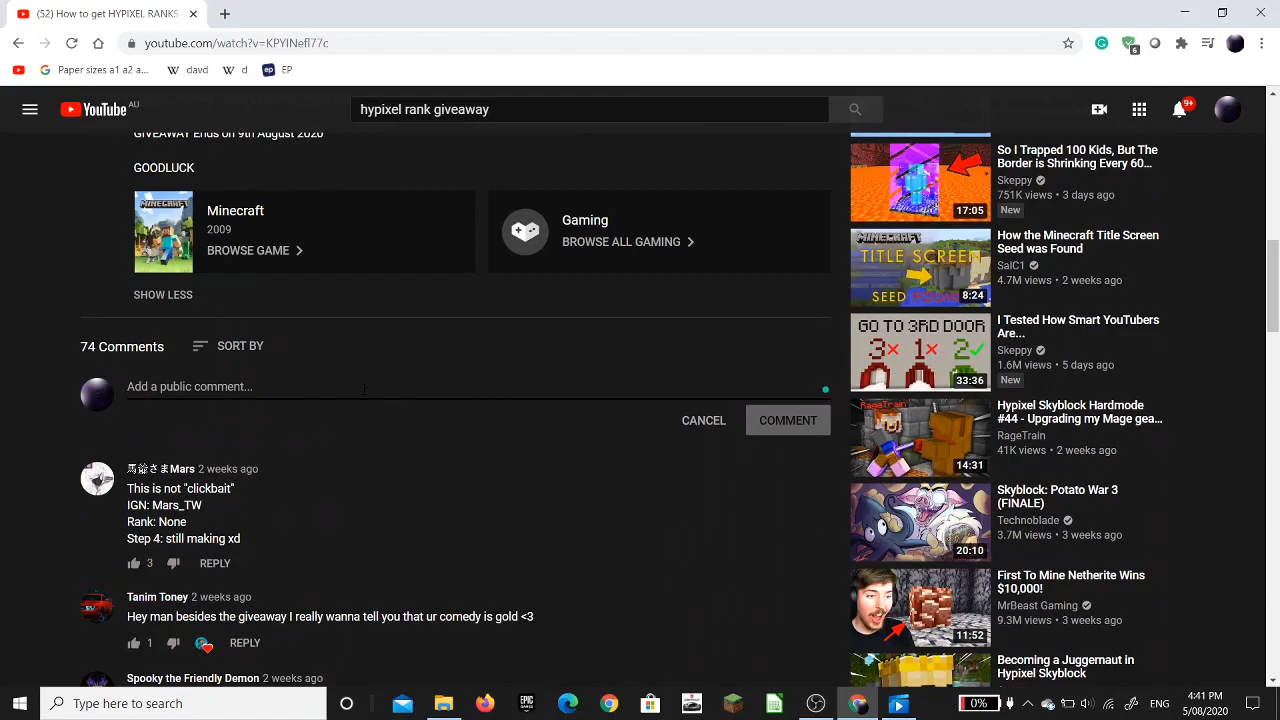 (52) How to get HYPIXEL RANKS
youtube.com/watch?v=KPYINefl77c
Paper sizes a1 a2 a...
davd
d
ep EP
YouTube AU
hypixel rank giveaway
9+
6
GIVEAWAY Ends on 9th August 2020
GOODLUCK
MINECRAFT
Minecraft
2009
BROWSE GAME
Gaming
BROWSE ALL GAMING
SHOW LESS
74 Comments
SORT BY
Add a public comment...
CANCEL
COMMENT
Mars 2 weeks ago
This is not "clickbait"
IGN: Mars_TW
Rank: None
Step 4: still making xd
3
REPLY
Tanim Toney 2 weeks ago
Hey man besides the giveaway I really wanna tell you that ur comedy is gold <3
1
REPLY
Spooky the Friendly Demon 2 weeks ago
17:05
So I Trapped 100 Kids, But The
Border is Shrinking Every 60...
Skeppy
751K views • 3 days ago
New
MINECRAFT
TITLE SCREEN
SEED FOUND
8:24
How the Minecraft Title Screen
Seed was Found
SalC1
4.7M views • 2 weeks ago
GO TO 3RD DOOR
3× 1× 2✓
33:36
I Tested How Smart YouTubers
Are...
Skeppy
1.6M views • 5 days ago
New
RageTrain
14:31
Hypixel Skyblock Hardmode
#44 - Upgrading my Mage gea...
RageTrain
41K views • 2 weeks ago
20:10
Skyblock: Potato War 3
(FINALE)
Technoblade
3.7M views • 3 weeks ago
11:52
First To Mine Netherite Wins
$10,000!
MrBeast Gaming
9.3M views • 3 weeks ago
Becoming a Juggernaut in
Hypixel Skyblock
Type here to search
EPIC GAMES
0%
ENG
4:41 PM
5/08/2020